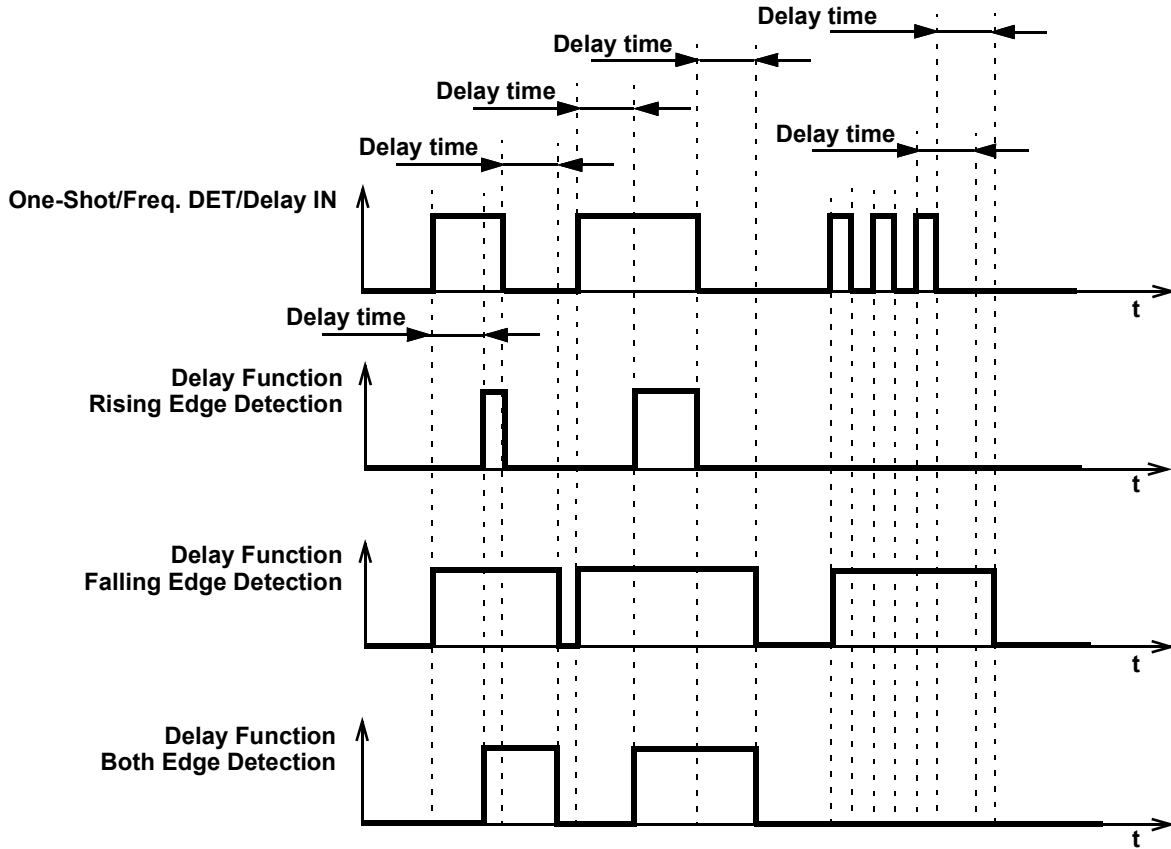 Delay time
Delay time
Delay time
Delay time
Delay time
One-Shot/Freq. DET/Delay IN
t
Delay time
Delay Function
Rising Edge Detection
t
Delay Function
Falling Edge Detection
t
Delay Function
Both Edge Detection
t